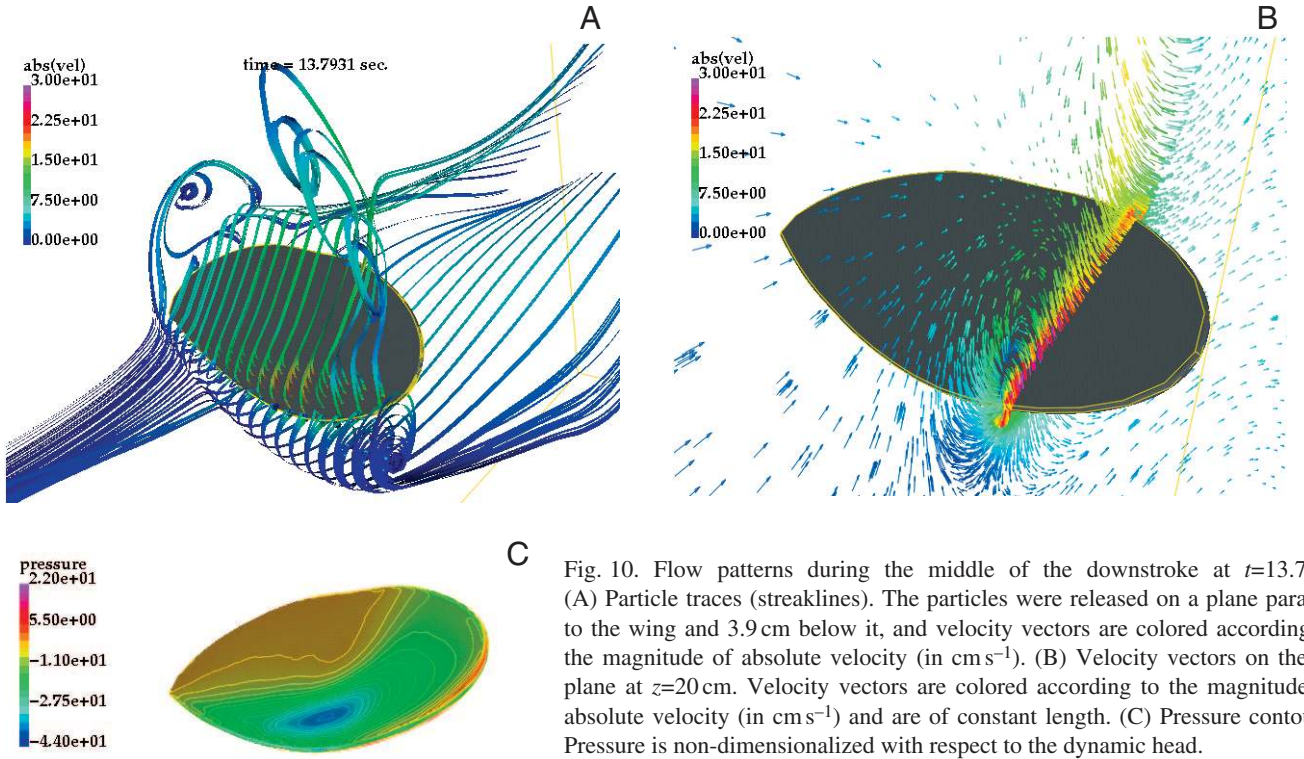 A
abs(vel)
3.00e+01
2.25e+01
1.50e+01
7.50e+00
0.00e+00
time = 13.7931 sec.
B
abs(vel)
3.00e+01
2.25e+01
1.50e+01
7.50e+00
0.00e+00
C
pressure
2.20e+01
5.50e+00
−1.10e+01
−2.75e+01
−4.40e+01
Fig. 10. Flow patterns during the middle of the downstroke at t=13.7
(A) Particle traces (streaklines). The particles were released on a plane para
to the wing and 3.9 cm below it, and velocity vectors are colored according
the magnitude of absolute velocity (in cm s−1). (B) Velocity vectors on the
plane at z=20 cm. Velocity vectors are colored according to the magnitude
absolute velocity (in cm s−1) and are of constant length. (C) Pressure contou
Pressure is non-dimensionalized with respect to the dynamic head.